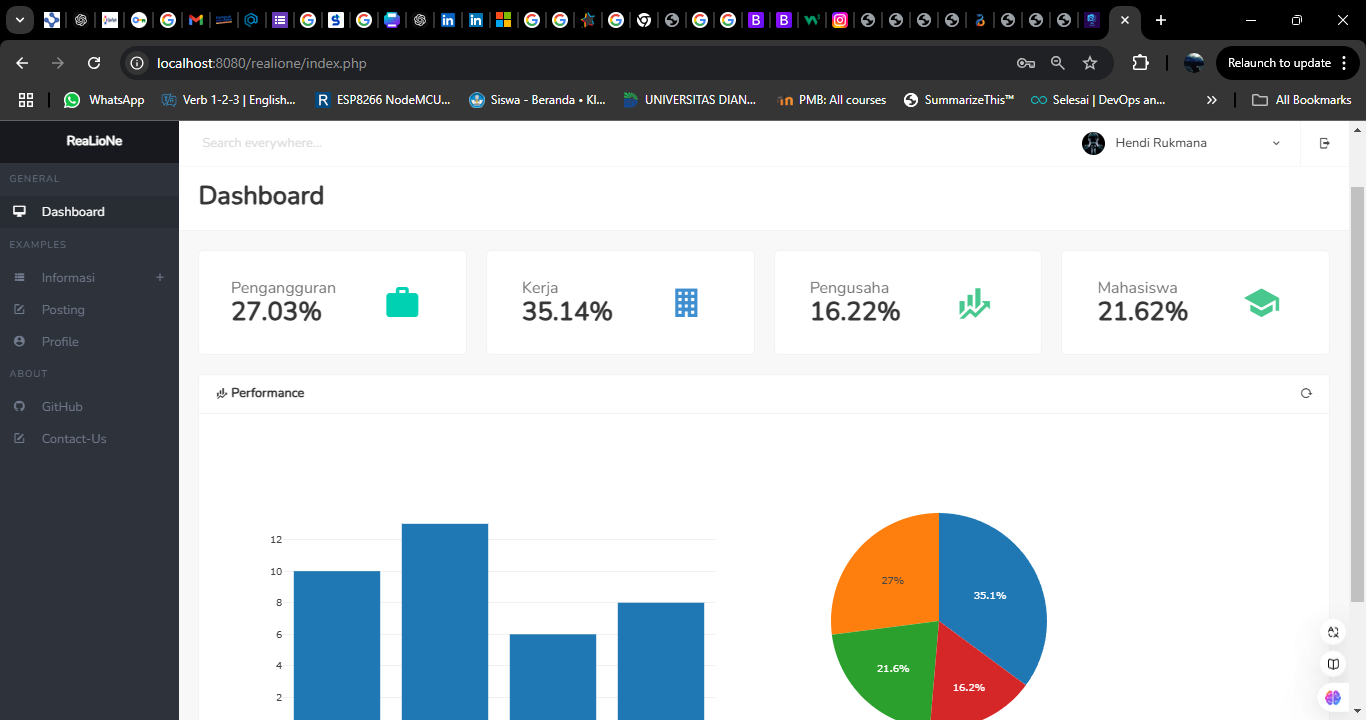 localhost:8080/realione/index.php
Relaunch to update
WhatsApp
Verb 1-2-3 | English...
ESP8266 NodeMCU...
Siswa - Beranda • Kl...
UNIVERSITAS DIAN...
PMB: All courses
SummarizeThis™
Selesai | DevOps an...
All Bookmarks
ReaLioNe
Search everywhere...
Hendi Rukmana
GENERAL
Dashboard
EXAMPLES
Informasi
Posting
Profile
ABOUT
GitHub
Contact-Us
Dashboard
Pengangguran
27.03%
Kerja
35.14%
Pengusaha
16.22%
Mahasiswa
21.62%
Performance
12
10
8
6
4
2
27%
35.1%
21.6%
16.2%